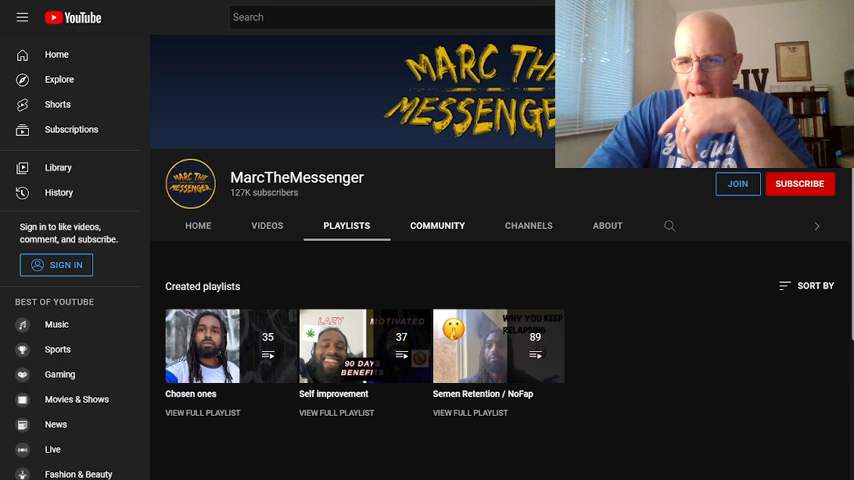 YouTube
Search
Home
Explore
Shorts
Subscriptions
Library
History
Sign in to like videos,
comment, and subscribe.
SIGN IN
BEST OF YOUTUBE
Music
Sports
Gaming
Movies & Shows
News
Live
Fashion & Beauty
MARC THE
MESSENGER
MARC THE
MESSENGER
MarcTheMessenger
127K subscribers
JOIN
SUBSCRIBE
HOME
VIDEOS
PLAYLISTS
COMMUNITY
CHANNELS
ABOUT
Created playlists
SORT BY
35
LAZY
MOTIVATED
37
90 DAYS
BENEFITS
WHY YOU KEEP
RELAPSING
89
Chosen ones
Self improvement
Semen Retention / NoFap
VIEW FULL PLAYLIST
VIEW FULL PLAYLIST
VIEW FULL PLAYLIST